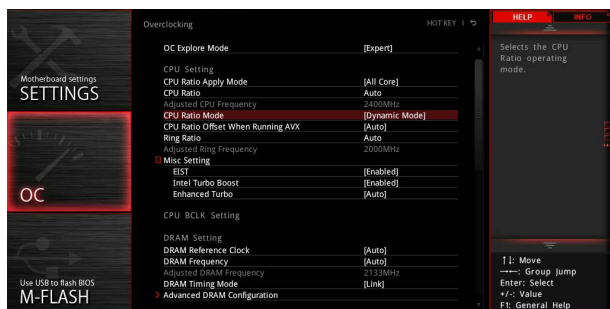 Overclocking
HOT KEY |
HELP
INFO
Motherboard settings
SETTINGS
OC
Use USB to flash BIOS
M-FLASH
OC Explore Mode [Expert]
CPU Setting
CPU Ratio Apply Mode [All Core]
CPU Ratio Auto
Adjusted CPU Frequency 2400MHz
CPU Ratio Mode [Dynamic Mode]
CPU Ratio Offset When Running AVX [Auto]
Ring Ratio Auto
Adjusted Ring Frequency 2000MHz
Misc Setting
EIST [Enabled]
Intel Turbo Boost [Enabled]
Enhanced Turbo [Auto]
CPU BCLK Setting
DRAM Setting
DRAM Reference Clock [Auto]
DRAM Frequency [Auto]
Adjusted DRAM Frequency 2133MHz
DRAM Timing Mode [Link]
Advanced DRAM Configuration
Selects the CPU
Ratio operating
mode.
↑↓: Move
→←: Group Jump
Enter: Select
+/-: Value
F1: General Help